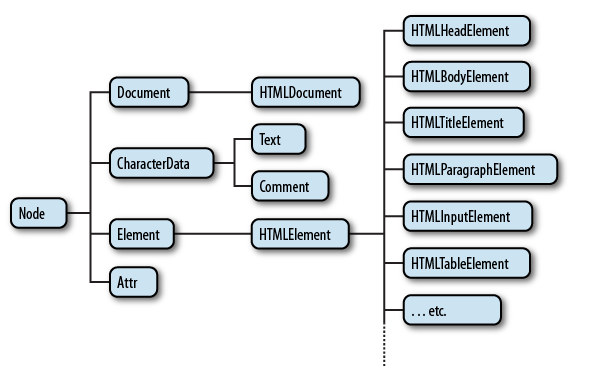 HTMLHeadElement
HTMLBodyElement
Document
HTMLDocument
HTMLTitleElement
Text
CharacterData
HTMLParagraphElement
Comment
Node
HTMLInputElement
Element
HTMLElement
HTMLTableElement
Attr
. . . etc.